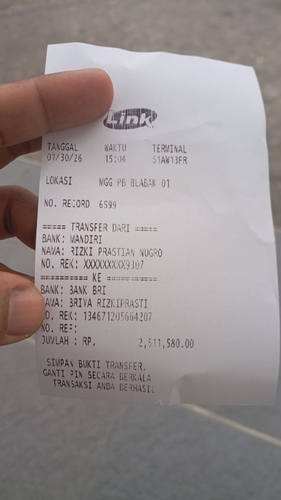 Link
TANGGAL WAKTU TERMINAL
07/30/26 15:04 S1AW13FR
LOKASI MGG PB BLABAK 01
NO. RECORD 6599
===== TRANSFER DARI =====
BANK: MANDIRI
NAMA: RIZKI PRASTIAN NUGRO
NO. REK: XXXXXXXXX9307
========== KE ===========
BANK: BANK BRI
NAMA: BRIVA RIZKIPRASTI
NO. REK: 134671205664207
NO. REF:
JUMLAH : RP. 2,511,580.00
SIMPAN BUKTI TRANSFER.
GANTI PIN SECARA BERKALA
TRANSAKSI ANDA BERHASIL